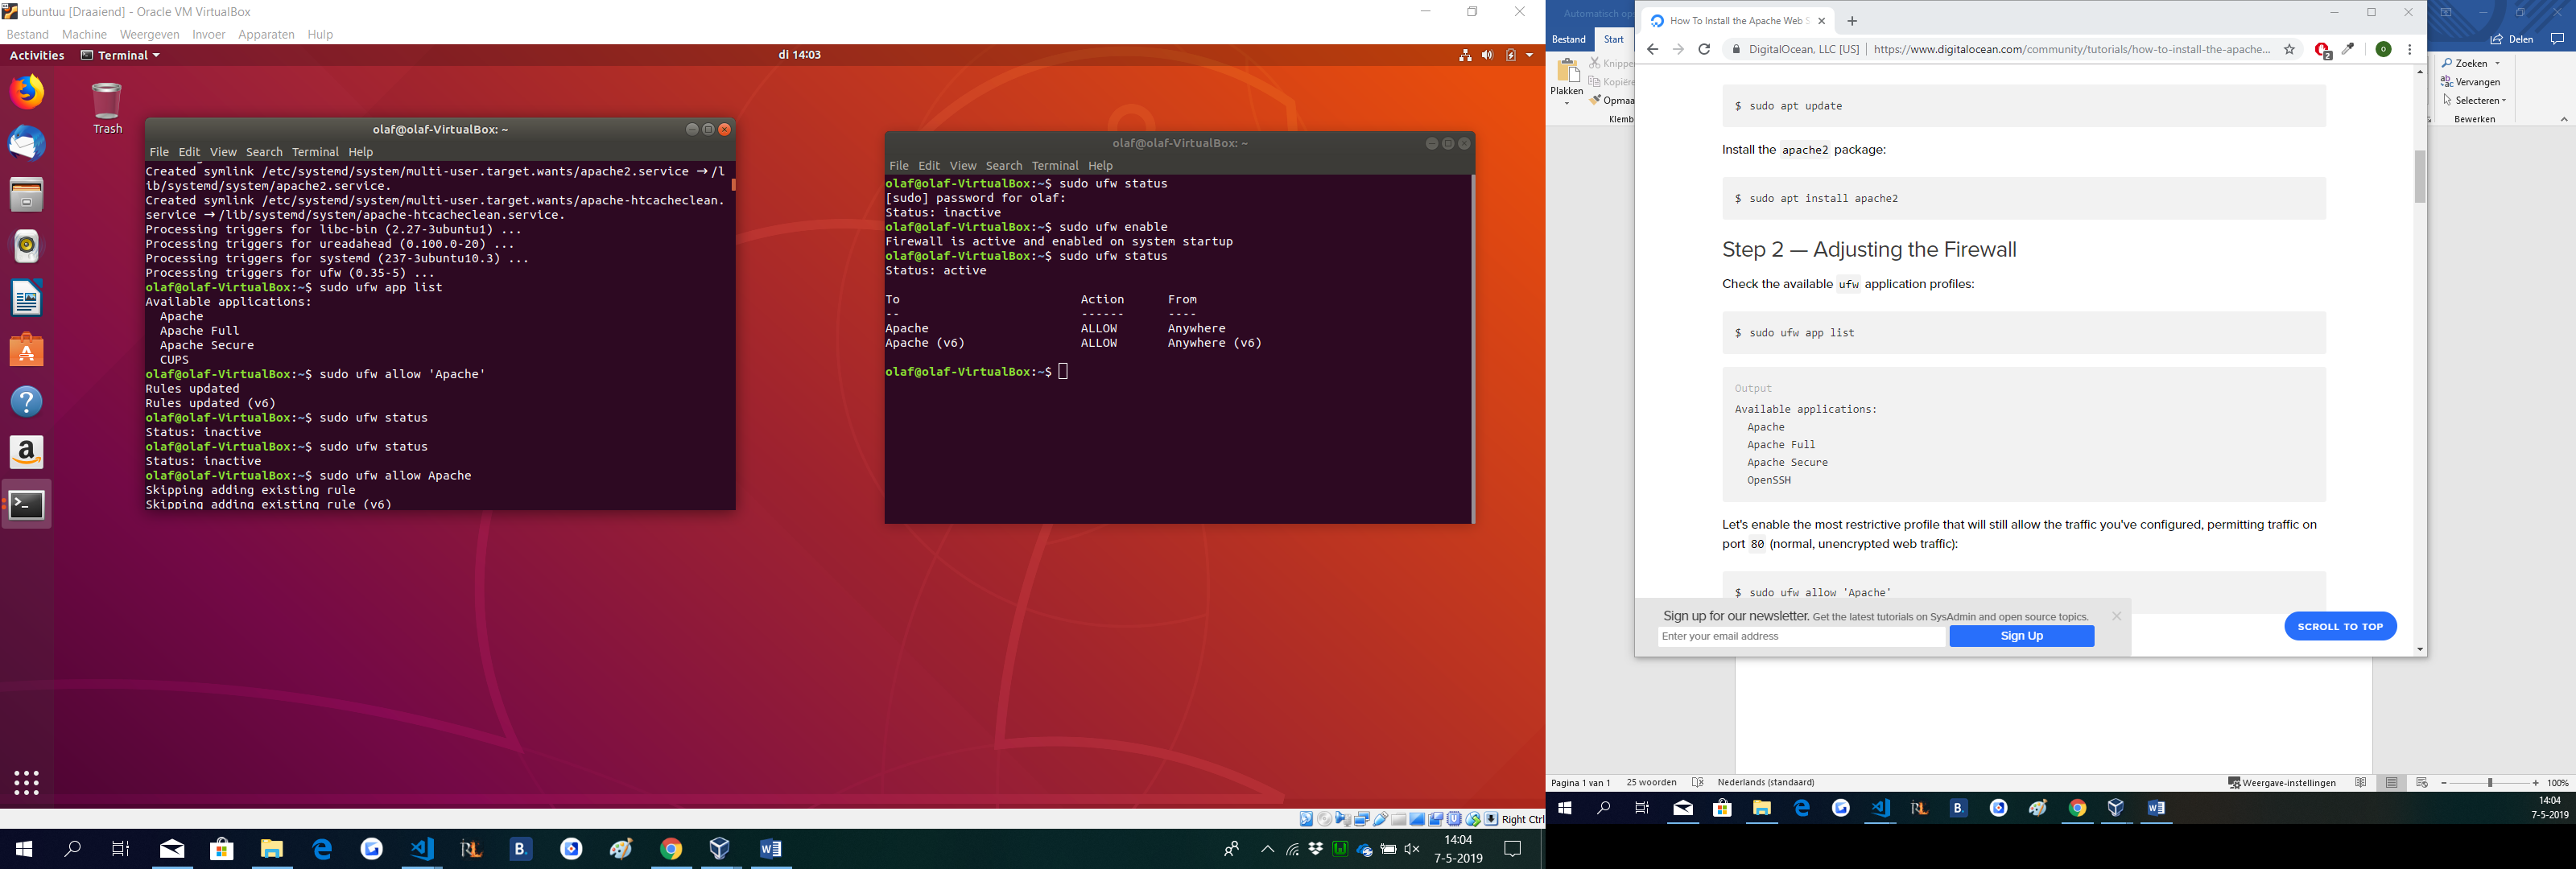 ubuntuu [Draaiend] - Oracle VM VirtualBox
Bestand Machine Weergeven Invoer Apparaten Hulp
Activities Terminal di 14:03
Trash
olaf@olaf-VirtualBox: ~
File Edit View Search Terminal Help
Created symlink /etc/systemd/system/multi-user.target.wants/apache2.service → /l
ib/systemd/system/apache2.service.
Created symlink /etc/systemd/system/multi-user.target.wants/apache-htcacheclean.
service → /lib/systemd/system/apache-htcacheclean.service.
Processing triggers for libc-bin (2.27-3ubuntu1) ...
Processing triggers for ureadahead (0.100.0-20) ...
Processing triggers for systemd (237-3ubuntu10.3) ...
Processing triggers for ufw (0.35-5) ...
olaf@olaf-VirtualBox:~$ sudo ufw app list
Available applications:
Apache
Apache Full
Apache Secure
CUPS
olaf@olaf-VirtualBox:~$ sudo ufw allow 'Apache'
Rules updated
Rules updated (v6)
olaf@olaf-VirtualBox:~$ sudo ufw status
Status: inactive
olaf@olaf-VirtualBox:~$ sudo ufw status
Status: inactive
olaf@olaf-VirtualBox:~$ sudo ufw allow Apache
Skipping adding existing rule
Skipping adding existing rule (v6)
olaf@olaf-VirtualBox: ~
File Edit View Search Terminal Help
olaf@olaf-VirtualBox:~$ sudo ufw status
[sudo] password for olaf:
Status: inactive
olaf@olaf-VirtualBox:~$ sudo ufw enable
Firewall is active and enabled on system startup
olaf@olaf-VirtualBox:~$ sudo ufw status
Status: active
To Action From
-- ------ ----
Apache ALLOW Anywhere
Apache (v6) ALLOW Anywhere (v6)
olaf@olaf-VirtualBox:~$
Right Ctrl
14:04
7-5-2019
Automatisch op
Bestand Start
Plakken
Knippe
Kopiëre
Opmaa
Klemb
Delen
Zoeken
Vervangen
Selecteren
Bewerken
How To Install the Apache Web S
DigitalOcean, LLC [US] | https://www.digitalocean.com/community/tutorials/how-to-install-the-apache...
$ sudo apt update
Install the apache2 package:
$ sudo apt install apache2
Step 2 — Adjusting the Firewall
Check the available ufw application profiles:
$ sudo ufw app list
Output
Available applications:
Apache
Apache Full
Apache Secure
OpenSSH
Let's enable the most restrictive profile that will still allow the traffic you've configured, permitting traffic on
port 80 (normal, unencrypted web traffic):
$ sudo ufw allow 'Apache'
Sign up for our newsletter. Get the latest tutorials on SysAdmin and open source topics.
Enter your email address
Sign Up
SCROLL TO TOP
Pagina 1 van 1 25 woorden Nederlands (standaard) Weergave-instellingen 100%
14:04
7-5-2019